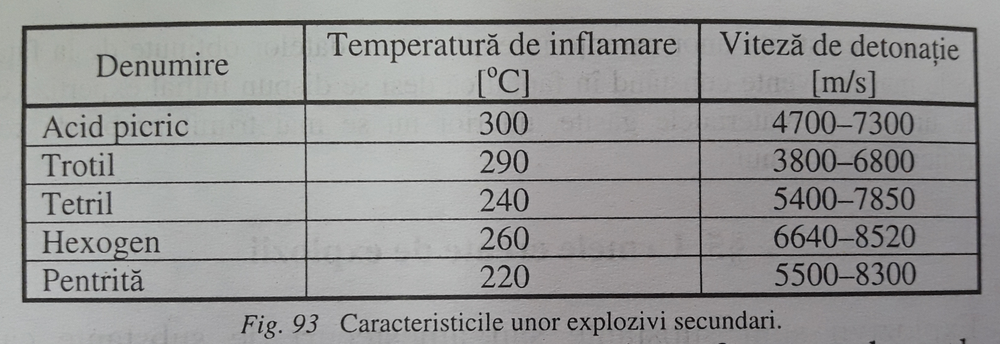 Denumire Temperatură de inflamare [°C] Viteză de detonație [m/s]
Acid picric 300 4700–7300
Trotil 290 3800–6800
Tetril 240 5400–7850
Hexogen 260 6640–8520
Pentrită 220 5500–8300
Fig. 93 Caracteristicile unor explozivi secundari.